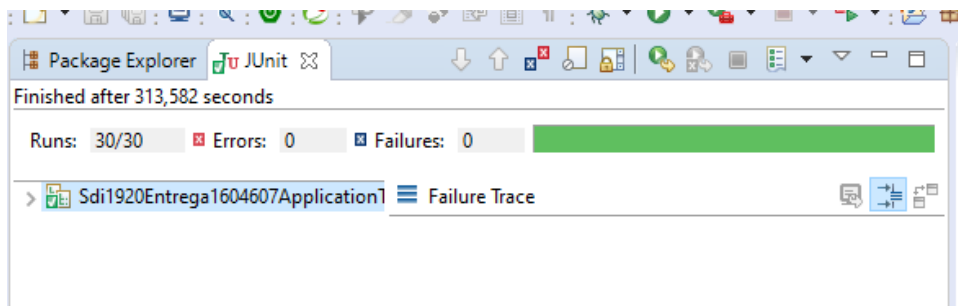 Package Explorer JUnit
Finished after 313,582 seconds
Runs: 30/30 Errors: 0 Failures: 0
Sdi1920Entrega1604607ApplicationT Failure Trace